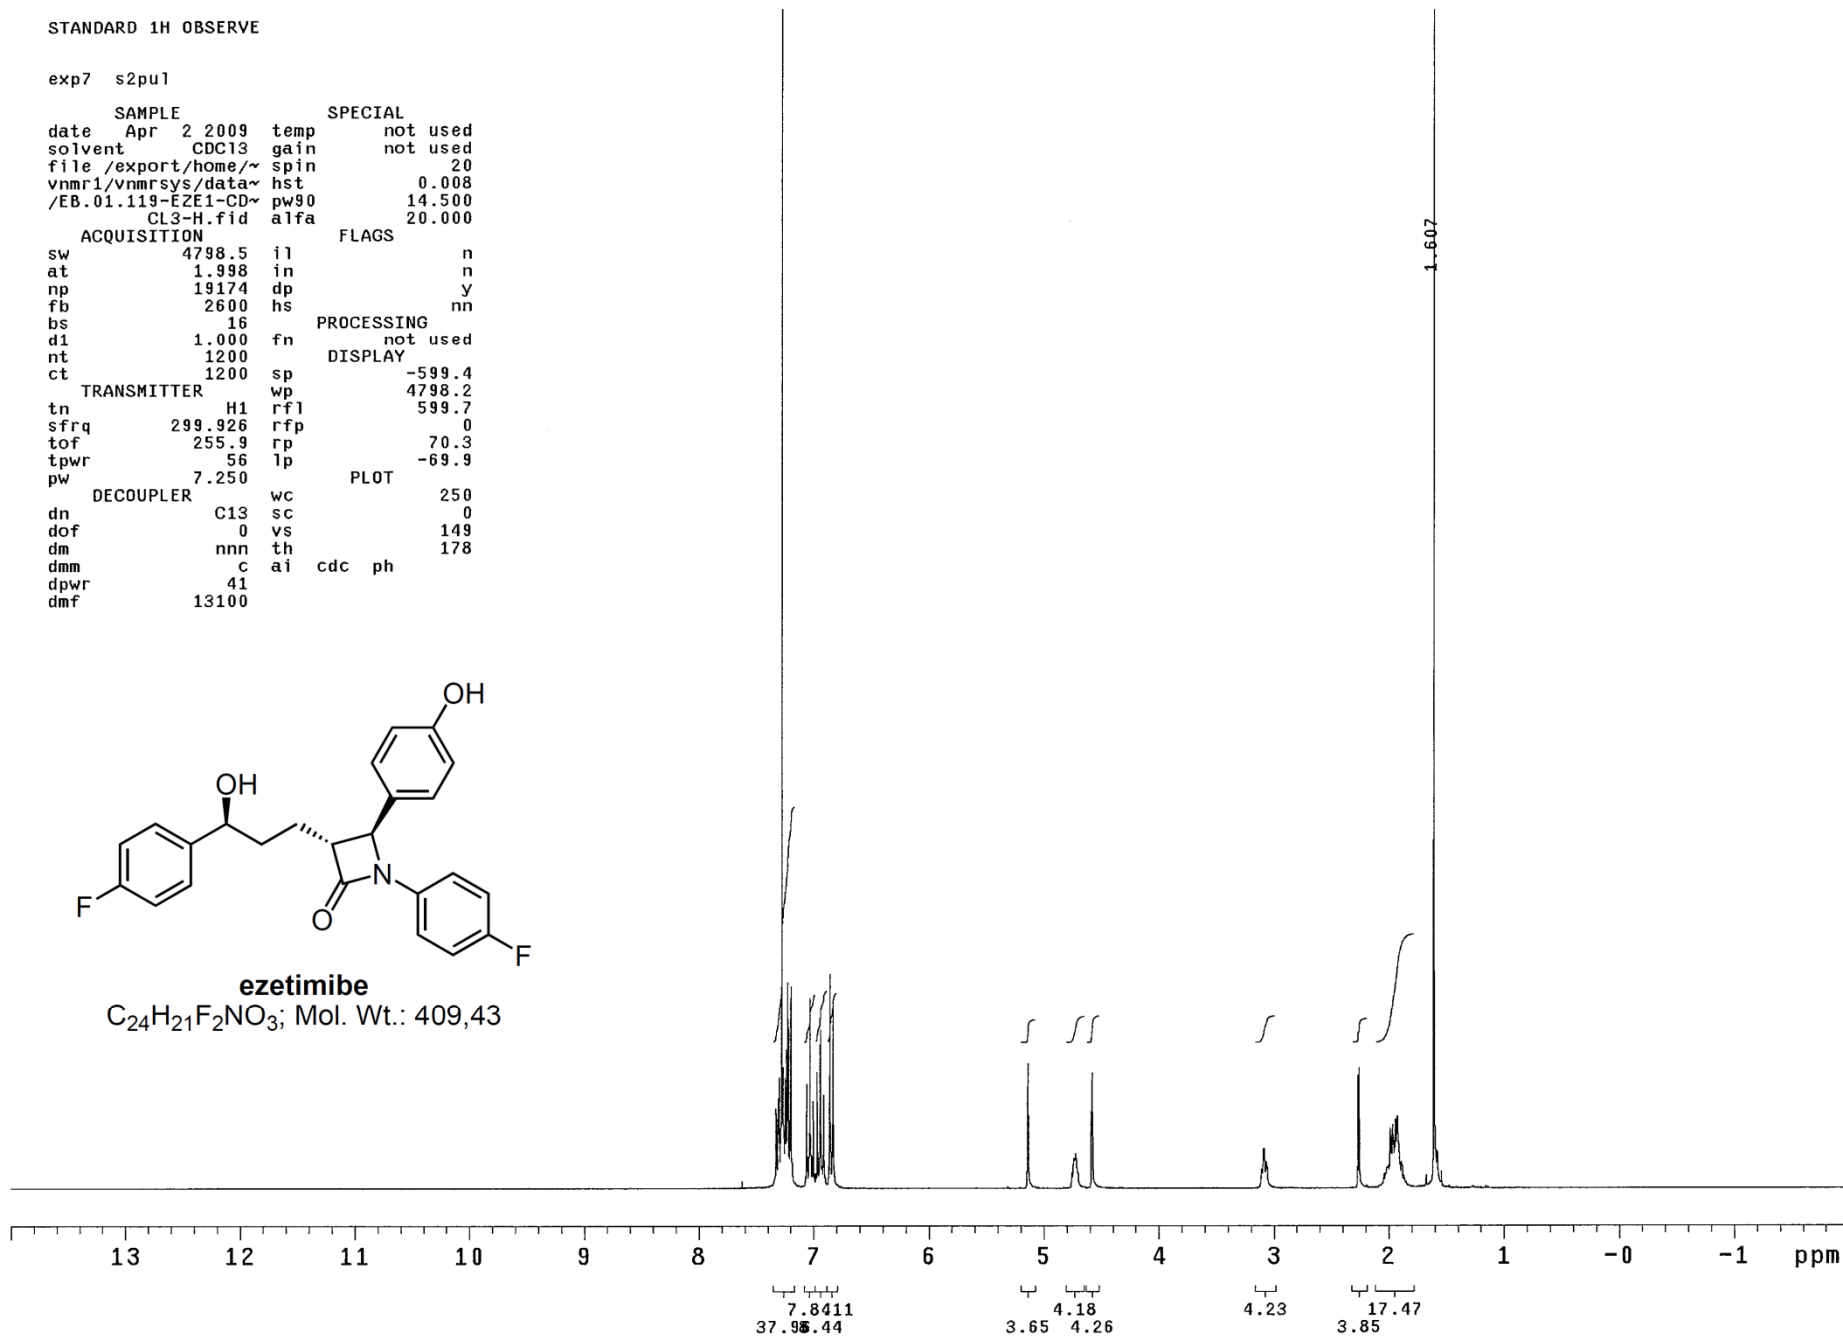 STANDARD 1H OBSERVE
exp7 s2pul
SAMPLE SPECIAL
date Apr 2 2009 temp not used
solvent CDCl3 gain not used
file /export/home/~ spin 20
vnmr1/vnmrsys/data~ hst 0.008
/EB.01.119-EZE1-CD~ pw90 14.500
CL3-H.fid alfa 20.000
ACQUISITION FLAGS
sw 4798.5 il n
at 1.998 in n
np 19174 dp y
fb 2600 hs nn
bs 16 PROCESSING
d1 1.000 fn not used
nt 1200 DISPLAY
ct 1200 sp -599.4
TRANSMITTER wp 4798.2
tn H1 rfl 599.7
sfrq 299.926 rfp 0
tof 255.9 rp 70.3
tpwr 56 lp -69.9
pw 7.250 PLOT
DECOUPLER wc 250
dn C13 sc 0
dof 0 vs 149
dm nnn th 178
dmm c ai cdc ph
dpwr 41
dmf 13100
1.607
OH
OH
F
N
O
F
ezetimibe
C24H21F2NO3; Mol. Wt.: 409,43
13 12 11 10 9 8 7 6 5 4 3 2 1 -0 -1 ppm
4.18 4.23 17.47
3.65 4.26 3.85